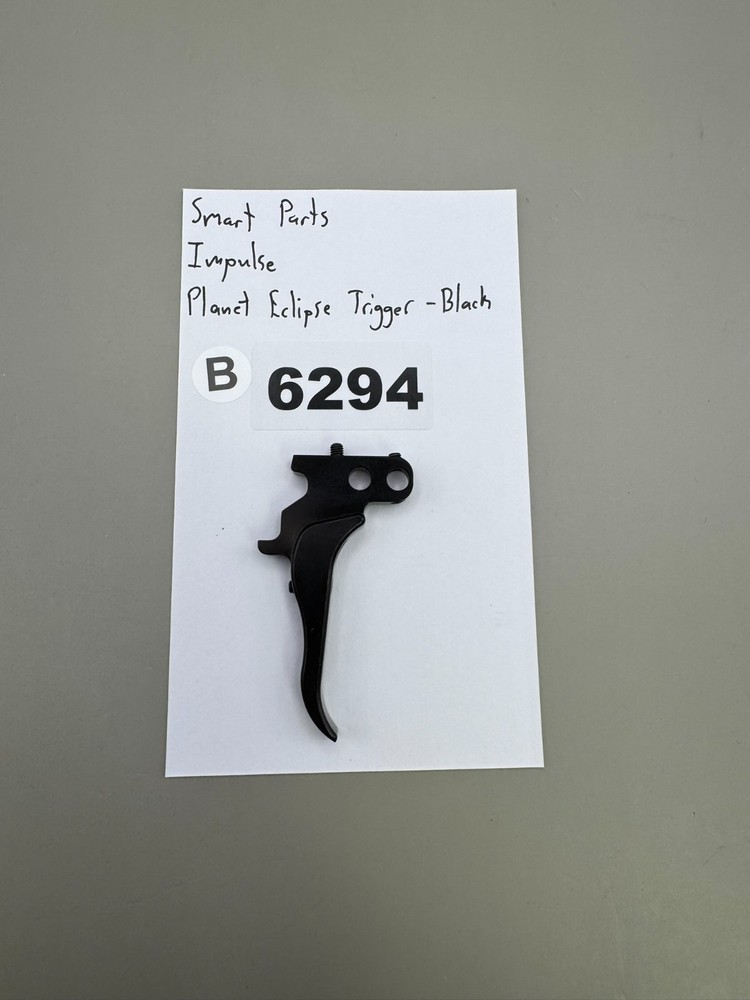 Smart Parts
Impulse
Planet Eclipse Trigger - Black
B 6294